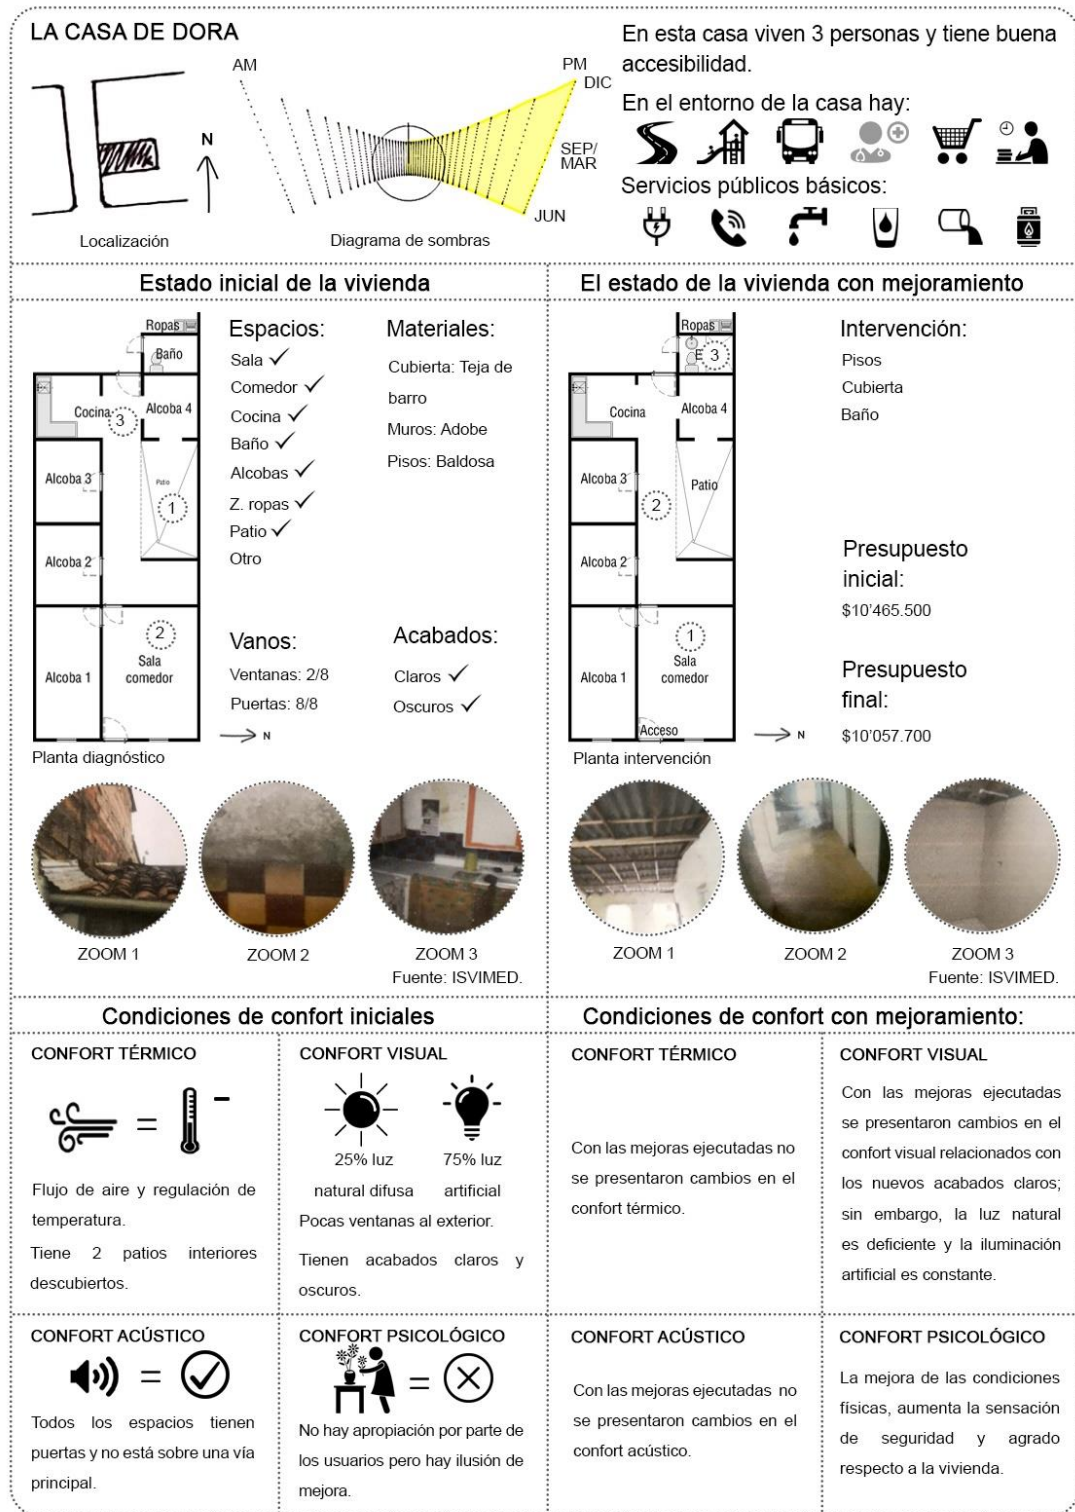 LA CASA DE DORA
AM
PM
DIC
SEP/
MAR
JUN
N
Localización
Diagrama de sombras
En esta casa viven 3 personas y tiene buena
accesibilidad.
En el entorno de la casa hay:
Servicios públicos básicos:
Estado inicial de la vivienda
Ropas
Baño
Cocina
3
Alcoba 4
Alcoba 3
Patio
1
Alcoba 2
2
Sala
comedor
Alcoba 1
N
Planta diagnóstico
Espacios:
Sala ✓
Comedor ✓
Cocina ✓
Baño ✓
Alcobas ✓
Z. ropas ✓
Patio ✓
Otro
Materiales:
Cubierta: Teja de
barro
Muros: Adobe
Pisos: Baldosa
Vanos:
Ventanas: 2/8
Puertas: 8/8
Acabados:
Claros ✓
Oscuros ✓
ZOOM 1
ZOOM 2
ZOOM 3
Fuente: ISVIMED.
El estado de la vivienda con mejoramiento
Ropas
E 3
Cocina
Alcoba 4
Alcoba 3
2
Patio
Alcoba 2
1
Sala
comedor
Alcoba 1
Acceso
N
Planta intervención
Intervención:
Pisos
Cubierta
Baño
Presupuesto
inicial:
$10'465.500
Presupuesto
final:
$10'057.700
ZOOM 1
ZOOM 2
ZOOM 3
Fuente: ISVIMED.
Condiciones de confort iniciales
CONFORT TÉRMICO
= –
Flujo de aire y regulación de
temperatura.
Tiene 2 patios interiores
descubiertos.
CONFORT VISUAL
25% luz
natural difusa
75% luz
artificial
Pocas ventanas al exterior.
Tienen acabados claros y
oscuros.
CONFORT ACÚSTICO
=
Todos los espacios tienen
puertas y no está sobre una vía
principal.
CONFORT PSICOLÓGICO
=
No hay apropiación por parte de
los usuarios pero hay ilusión de
mejora.
Condiciones de confort con mejoramiento:
CONFORT TÉRMICO
Con las mejoras ejecutadas no
se presentaron cambios en el
confort térmico.
CONFORT VISUAL
Con las mejoras ejecutadas
se presentaron cambios en el
confort visual relacionados con
los nuevos acabados claros;
sin embargo, la luz natural
es deficiente y la iluminación
artificial es constante.
CONFORT ACÚSTICO
Con las mejoras ejecutadas no
se presentaron cambios en el
confort acústico.
CONFORT PSICOLÓGICO
La mejora de las condiciones
físicas, aumenta la sensación
de seguridad y agrado
respecto a la vivienda.